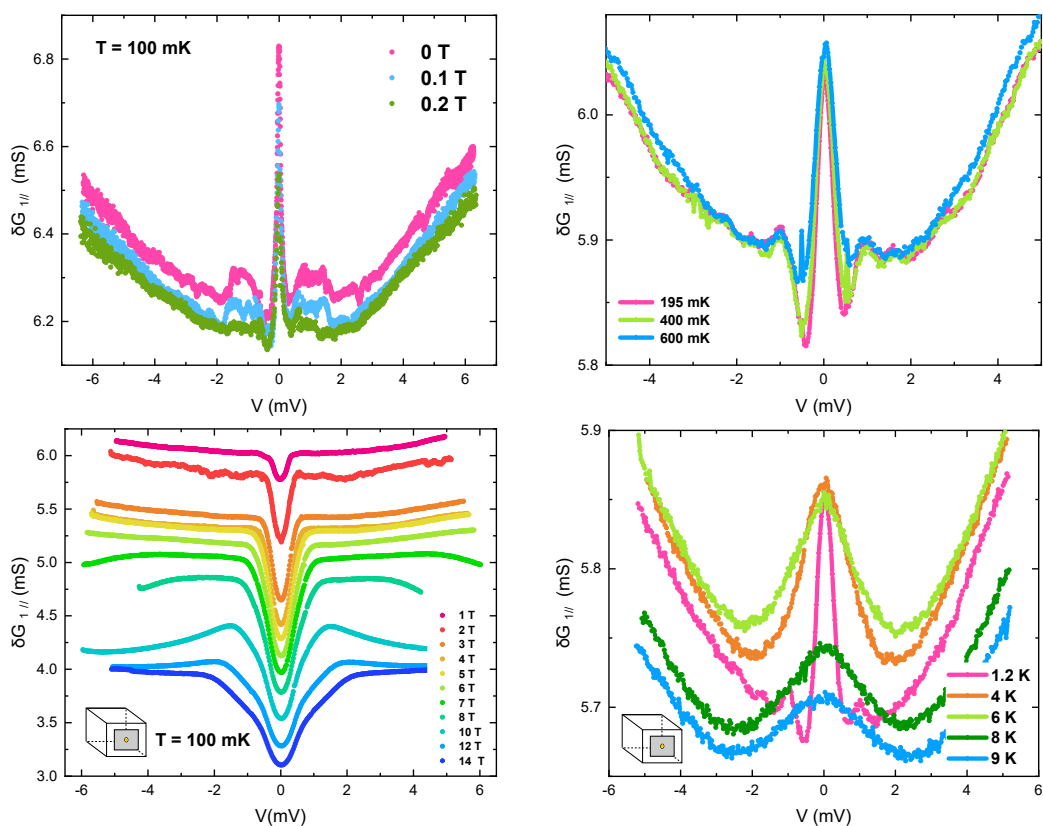 T = 100 mK
0 T
0.1 T
0.2 T
δG 1// (mS)
6.8
6.6
6.4
6.2
-6 -4 -2 0 2 4 6
V (mV)
δG 1// (mS)
6.0
5.9
5.8
195 mK
400 mK
600 mK
-4 -2 0 2 4
V (mV)
δG 1 // (mS)
6.0
5.5
5.0
4.5
4.0
3.5
3.0
1 T
2 T
3 T
4 T
5 T
6 T
7 T
8 T
10 T
12 T
14 T
T = 100 mK
-6 -4 -2 0 2 4 6
V(mV)
δG 1// (mS)
5.9
5.8
5.7
1.2 K
4 K
6 K
8 K
9 K
-4 -2 0 2 4
V (mV)